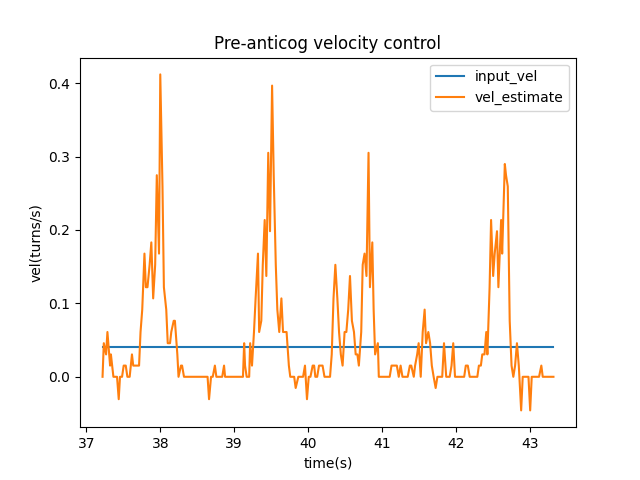 Pre-anticog velocity control
input_vel
vel_estimate
vel(turns/s)
0.4
0.3
0.2
0.1
0.0
37 38 39 40 41 42 43
time(s)